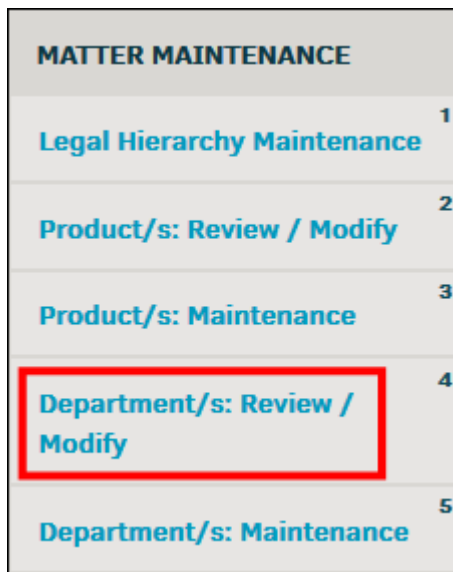 MATTER MAINTENANCE
1
Legal Hierarchy Maintenance
2
Product/s: Review / Modify
3
Product/s: Maintenance
4
Department/s: Review /
Modify
5
Department/s: Maintenance